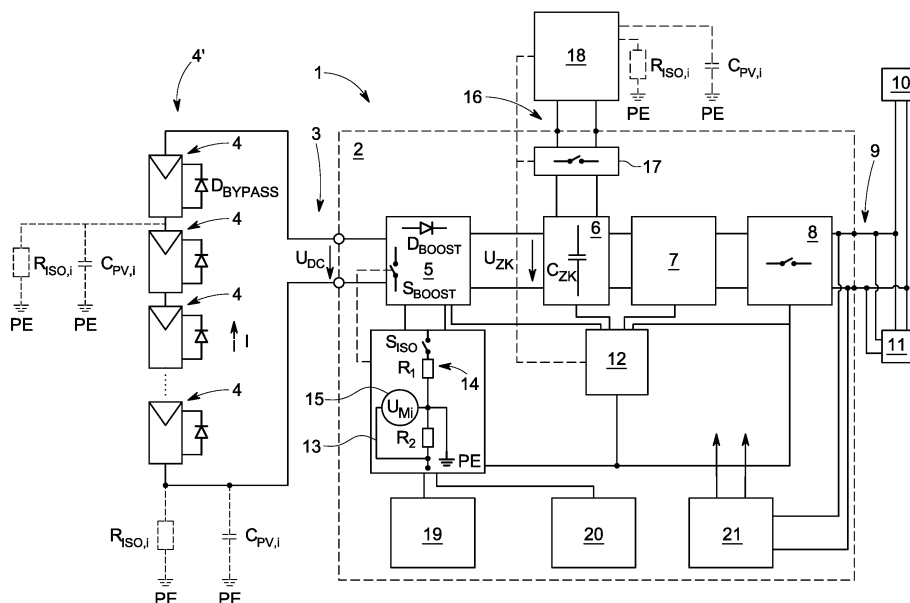 4'
1
18
R_ISO,i
C_PV,i
PE
PE
10
16
3
2
17
9
4
D_BYPASS
4
R_ISO,i
C_PV,i
PE
PE
4
I
4
U_DC
D_BOOST
5
S_BOOST
U_ZK
6
C_ZK
7
8
S_ISO
R_1
14
15
U_Mi
13
R_2
PE
12
11
R_ISO,i
C_PV,i
PE
PE
19
20
21